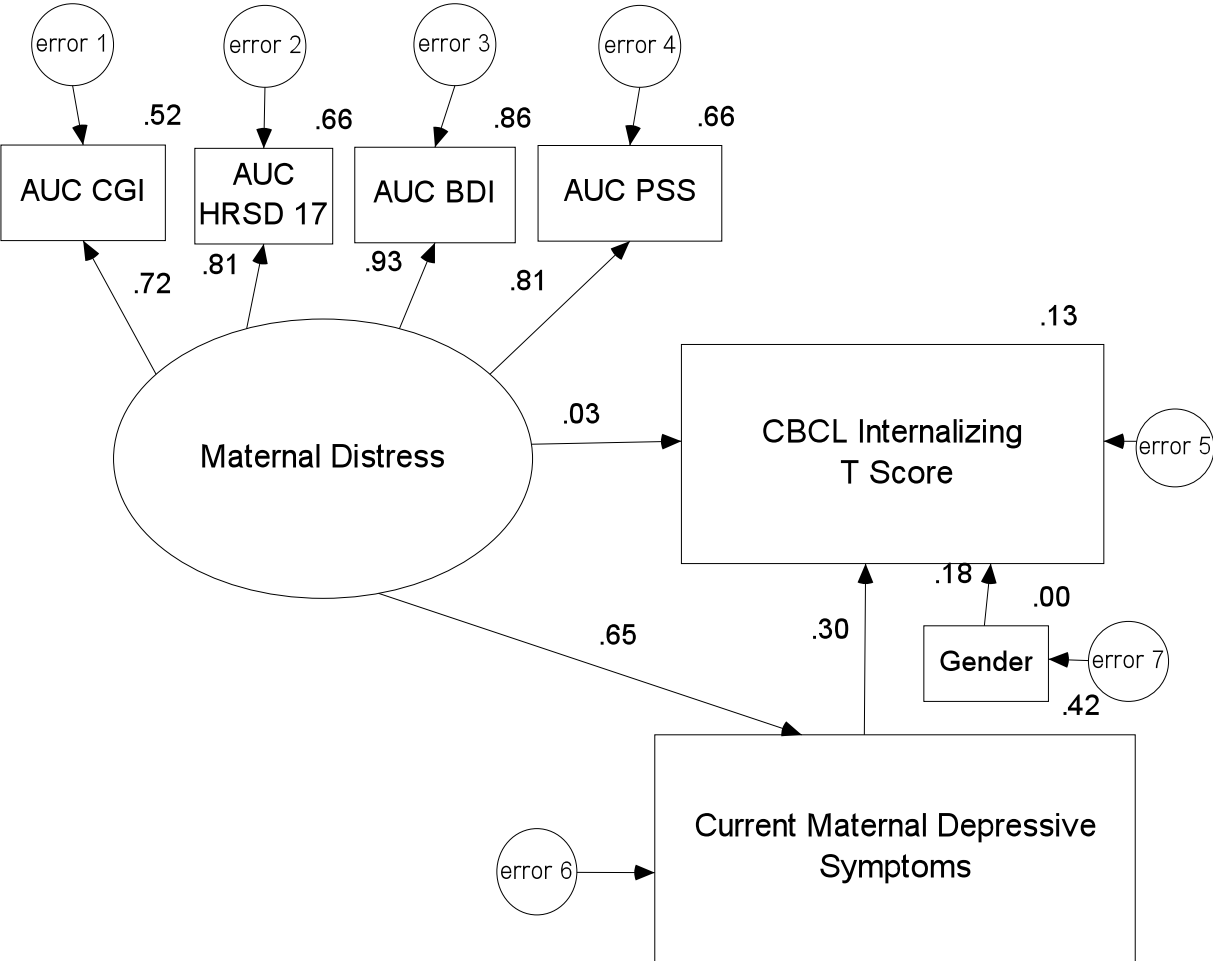 error 1
error 2
error 3
error 4
.52
.66
.86
.66
AUC CGI
AUC
HRSD 17
AUC BDI
AUC PSS
.72
.81
.93
.81
.13
Maternal Distress
.03
CBCL Internalizing
T Score
error 5
.65
.30
.18
.00
Gender
error 7
.42
Current Maternal Depressive
Symptoms
error 6